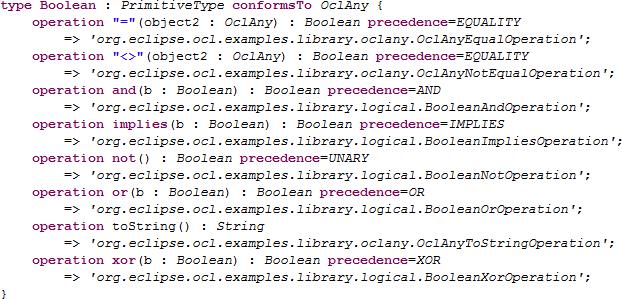 type Boolean : PrimitiveType conformsTo OclAny {
operation "="(object2 : OclAny) : Boolean precedence=EQUALITY
=> 'org.eclipse.ocl.examples.library.oclany.OclAnyEqualOperation';
operation "<>"(object2 : OclAny) : Boolean precedence=EQUALITY
=> 'org.eclipse.ocl.examples.library.oclany.OclAnyNotEqualOperation';
operation and(b : Boolean) : Boolean precedence=AND
=> 'org.eclipse.ocl.examples.library.logical.BooleanAndOperation';
operation implies(b : Boolean) : Boolean precedence=IMPLIES
=> 'org.eclipse.ocl.examples.library.logical.BooleanImpliesOperation';
operation not() : Boolean precedence=UNARY
=> 'org.eclipse.ocl.examples.library.logical.BooleanNotOperation';
operation or(b : Boolean) : Boolean precedence=OR
=> 'org.eclipse.ocl.examples.library.logical.BooleanOrOperation';
operation toString() : String
=> 'org.eclipse.ocl.examples.library.oclany.OclAnyToStringOperation';
operation xor(b : Boolean) : Boolean precedence=XOR
=> 'org.eclipse.ocl.examples.library.logical.BooleanXorOperation';
}